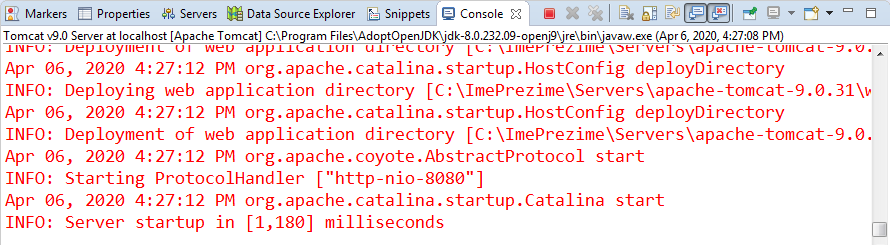 Markers Properties Servers Data Source Explorer Snippets Console
Tomcat v9.0 Server at localhost [Apache Tomcat] C:\Program Files\AdoptOpenJDK\jdk-8.0.232.09-openj9\jre\bin\javaw.exe (Apr 6, 2020, 4:27:08 PM)
INFO: Deployment of web application directory [C:\ImePrezime\Servers\apache-tomcat-9.0.
Apr 06, 2020 4:27:12 PM org.apache.catalina.startup.HostConfig deployDirectory
INFO: Deploying web application directory [C:\ImePrezime\Servers\apache-tomcat-9.0.31\w
Apr 06, 2020 4:27:12 PM org.apache.catalina.startup.HostConfig deployDirectory
INFO: Deployment of web application directory [C:\ImePrezime\Servers\apache-tomcat-9.0.
Apr 06, 2020 4:27:12 PM org.apache.coyote.AbstractProtocol start
INFO: Starting ProtocolHandler ["http-nio-8080"]
Apr 06, 2020 4:27:12 PM org.apache.catalina.startup.Catalina start
INFO: Server startup in [1,180] milliseconds